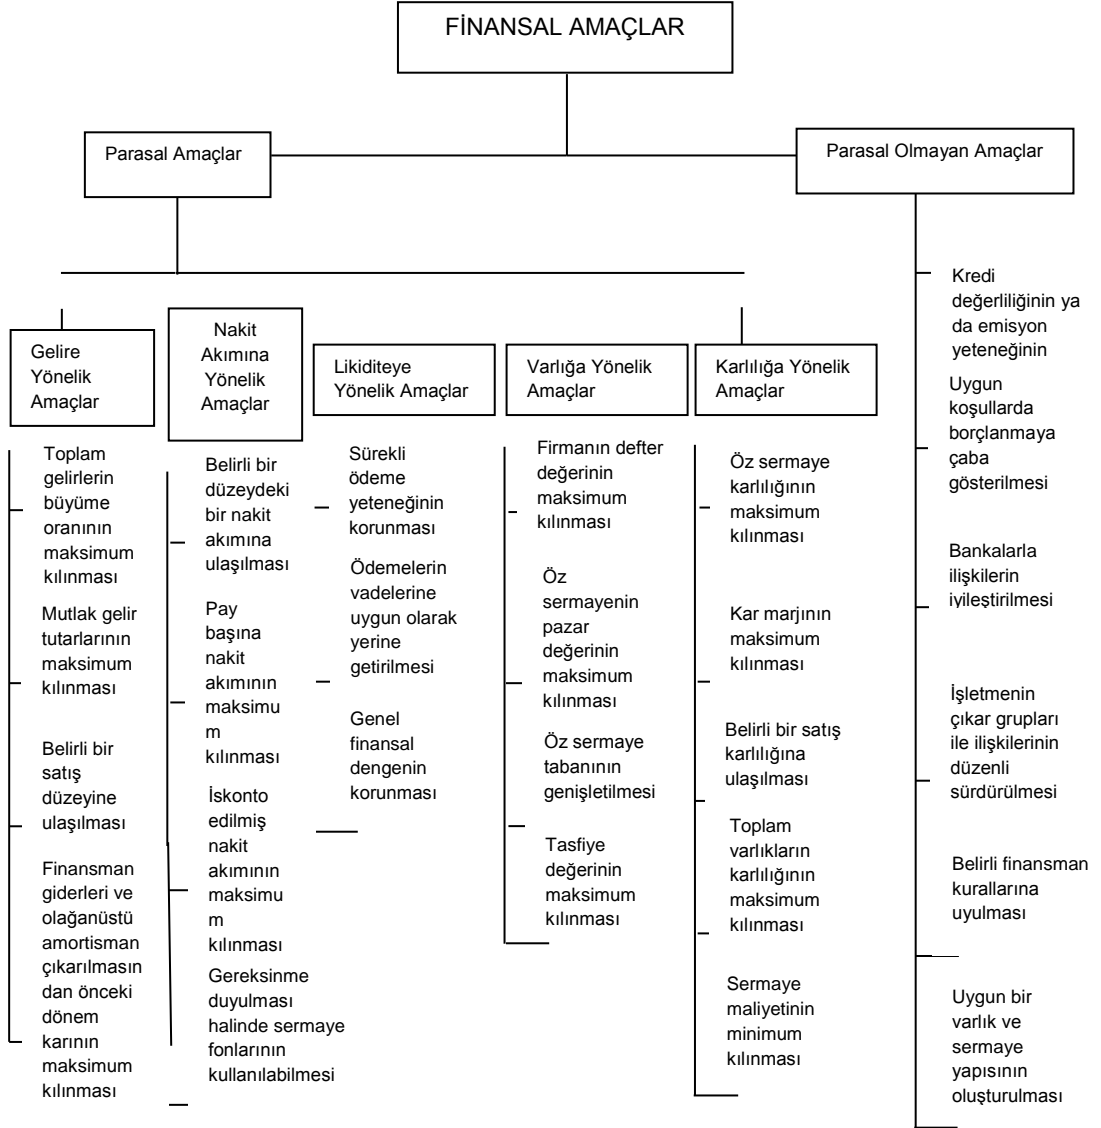 FİNANSAL AMAÇLAR
Parasal Amaçlar
Parasal Olmayan Amaçlar
Gelire
Yönelik
Amaçlar
Toplam
gelirlerin
büyüme
oranının
maksimum
kılınması
Mutlak gelir
tutarlarının
maksimum
kılınması
Belirli bir
satış
düzeyine
ulaşılması
Finansman
giderleri ve
olağanüstü
amortisman
çıkarılmasın
dan önceki
dönem
karının
maksimum
kılınması
Nakit
Akımına
Yönelik
Amaçlar
Belirli bir
düzeydeki
bir nakit
akımına
ulaşılması
Pay
başına
nakit
akımının
maksimu
m
kılınması
İskonto
edilmiş
nakit
akımının
maksimu
m
kılınması
Gereksinme
duyulması
halinde sermaye
fonlarının
kullanılabilmesi
Likiditeye
Yönelik Amaçlar
Sürekli
ödeme
yeteneğinin
korunması
Ödemelerin
vadelerine
uygun olarak
yerine
getirilmesi
Genel
finansal
dengenin
korunması
Varlığa Yönelik
Amaçlar
Firmanın defter
değerinin
maksimum
kılınması
Öz
sermayenin
pazar
değerinin
maksimum
kılınması
Öz sermaye
tabanının
genişletilmesi
Tasfiye
değerinin
maksimum
kılınması
Karlılığa Yönelik
Amaçlar
Öz sermaye
karlılığının
maksimum
kılınması
Kar marjının
maksimum
kılınması
Belirli bir satış
karlılığına
ulaşılması
Toplam
varlıkların
karlılığının
maksimum
kılınması
Sermaye
maliyetinin
minimum
kılınması
Kredi
değerliliğinin ya
da emisyon
yeteneğinin
Uygun
koşullarda
borçlanmaya
çaba
gösterilmesi
Bankalarla
ilişkilerin
iyileştirilmesi
İşletmenin
çıkar grupları
ile ilişkilerinin
düzenli
sürdürülmesi
Belirli finansman
kurallarına
uyulması
Uygun bir
varlık ve
sermaye
yapısının
oluşturulması